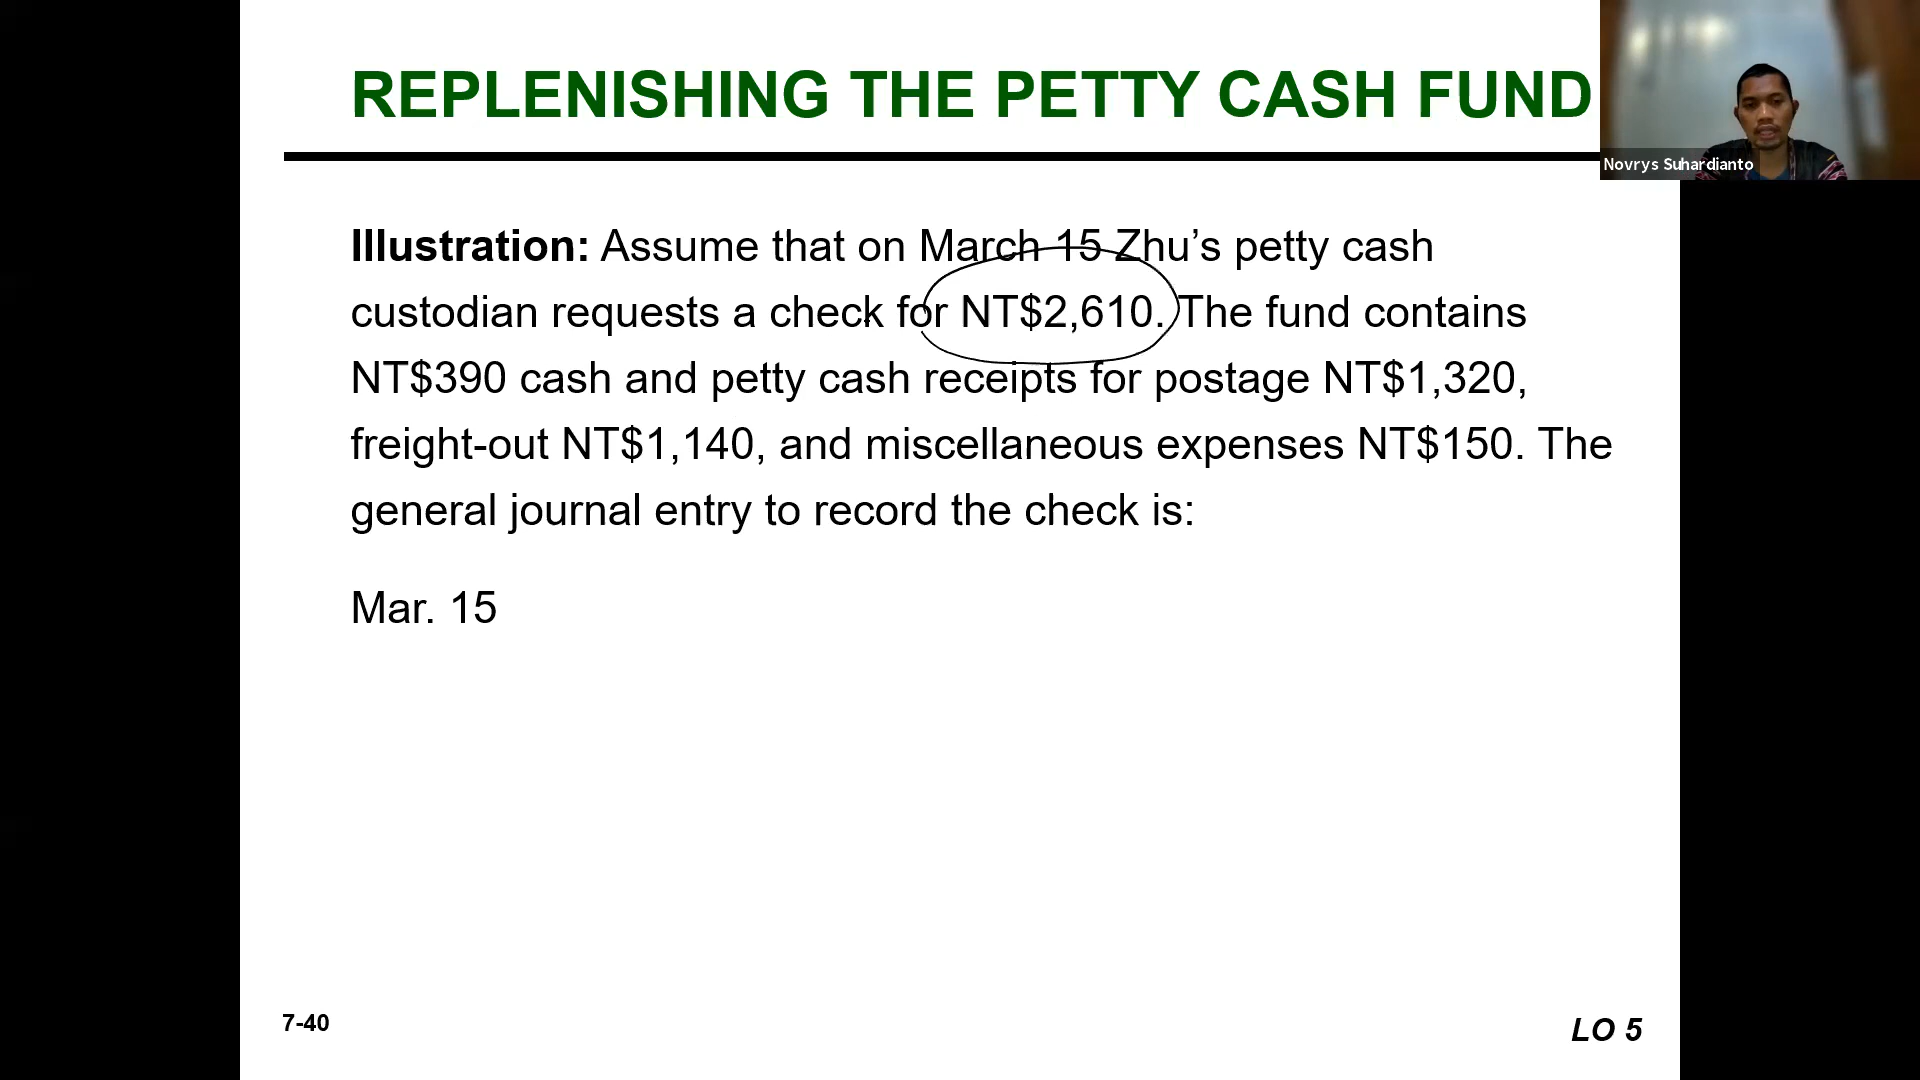 REPLENISHING THE PETTY CASH FUND
Novrys Suhardianto
Illustration: Assume that on March 15 Zhu’s petty cash
custodian requests a check for NT$2,610. The fund contains
NT$390 cash and petty cash receipts for postage NT$1,320,
freight-out NT$1,140, and miscellaneous expenses NT$150. The
general journal entry to record the check is:
Mar. 15
7-40
LO 5